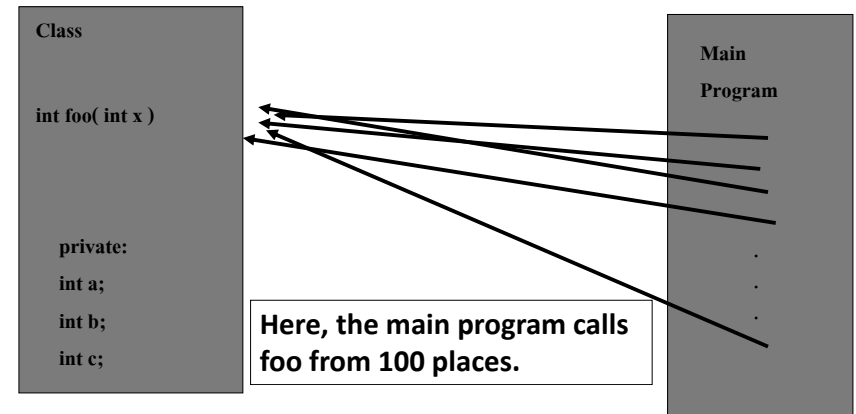 Class
int foo( int x )
private:
int a;
int b;
int c;
Here, the main program calls
foo from 100 places.
Main
Program
.
.
.